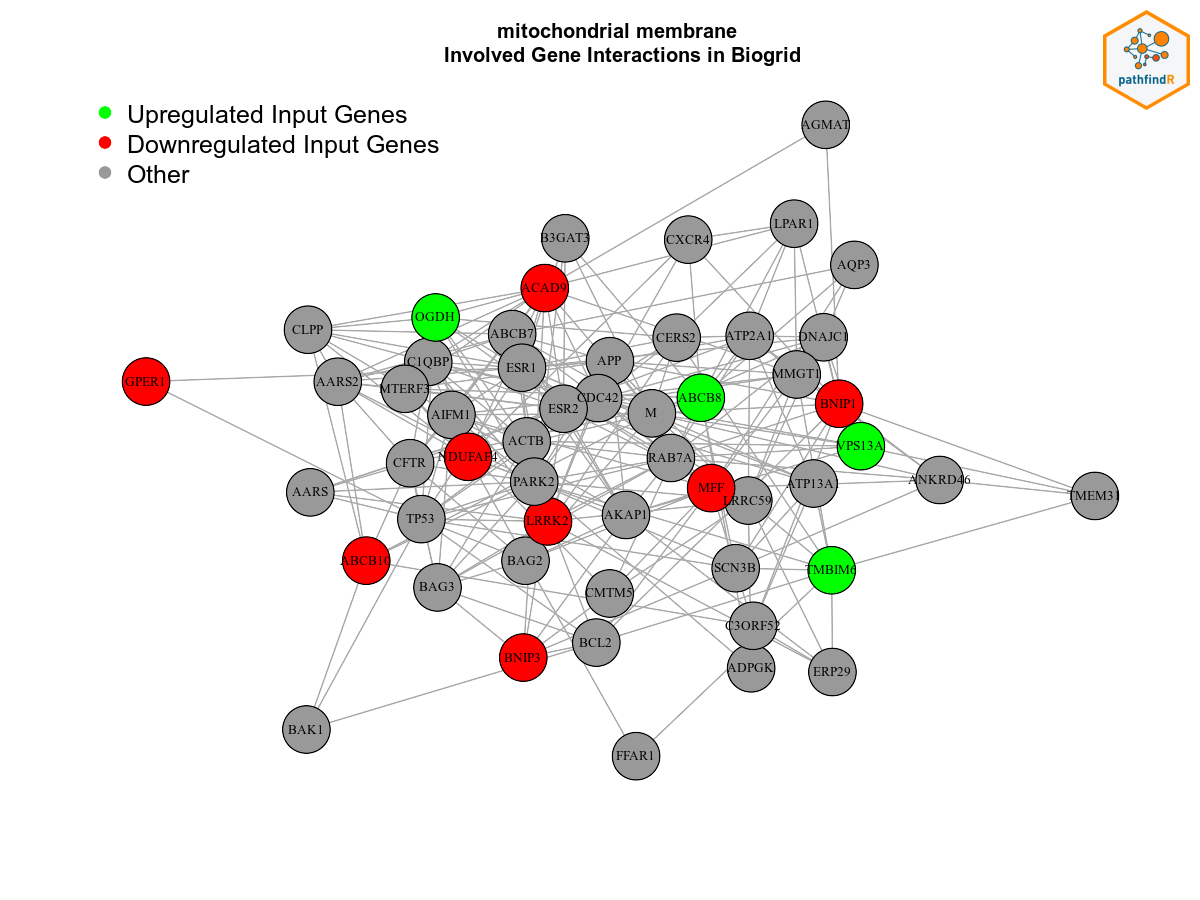 mitochondrial membrane
Involved Gene Interactions in Biogrid
pathfindR
Upregulated Input Genes
Downregulated Input Genes
Other
AGMAT
LPAR1
B3GAT3
CXCR4
AQP3
ACAD9
OGDH
CLPP
ABCB7
CERS2
ATP2A1
DNAJC1
C1QBP
ESR1
APP
MMGT1
GPER1
AARS2
MTERF3
CDC42
ABCB8
BNIP1
ESR2
M
AIFM1
ACTB
VPS13A
NDUFAF4
RAB7A
CFTR
PARK2
MFF
ATP13A1
ANKRD46
AARS
LRRC59
TMEM31
TP53
LRRK2
AKAP1
ABCB10
BAG2
SCN3B
TMBIM6
BAG3
CMTM5
C3ORF52
BCL2
BNIP3
ADPGK
ERP29
BAK1
FFAR1